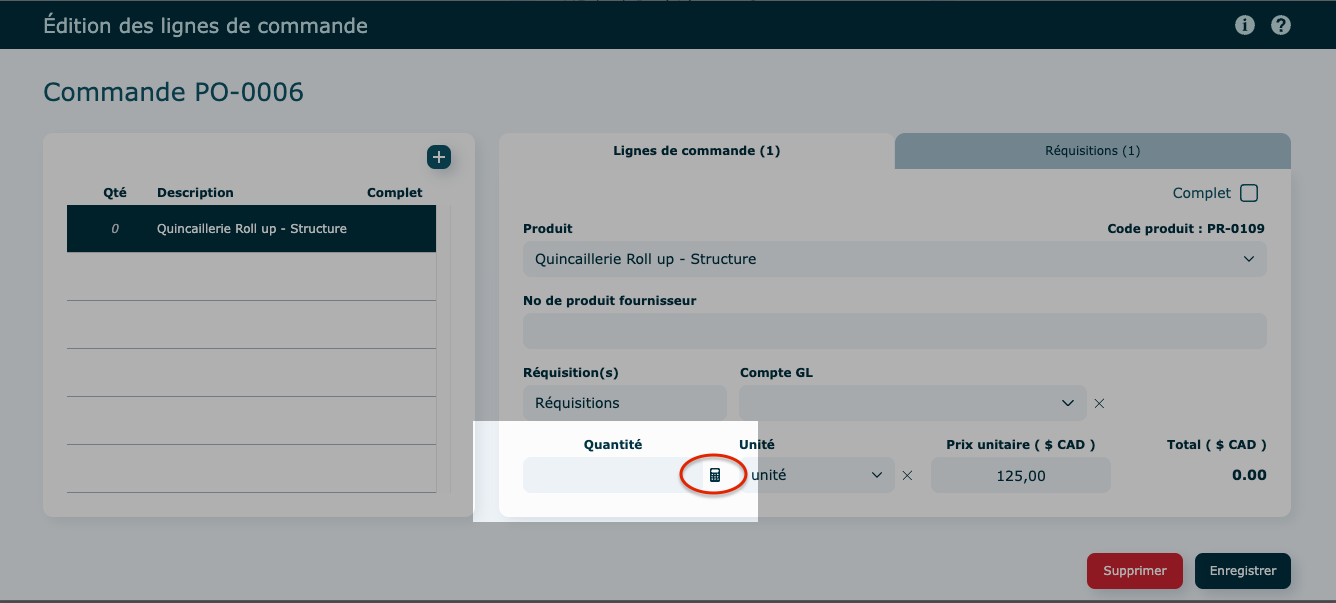 Édition des lignes de commande
Commande PO-0006
Qté Description Complet
0 Quincaillerie Roll up - Structure
Lignes de commande (1)
Réquisitions (1)
Complet
Produit
Code produit : PR-0109
Quincaillerie Roll up - Structure
No de produit fournisseur
Réquisition(s)
Compte GL
Réquisitions
Quantité
Unité
Prix unitaire ( $ CAD )
Total ( $ CAD )
unité
125,00
0.00
Supprimer
Enregistrer